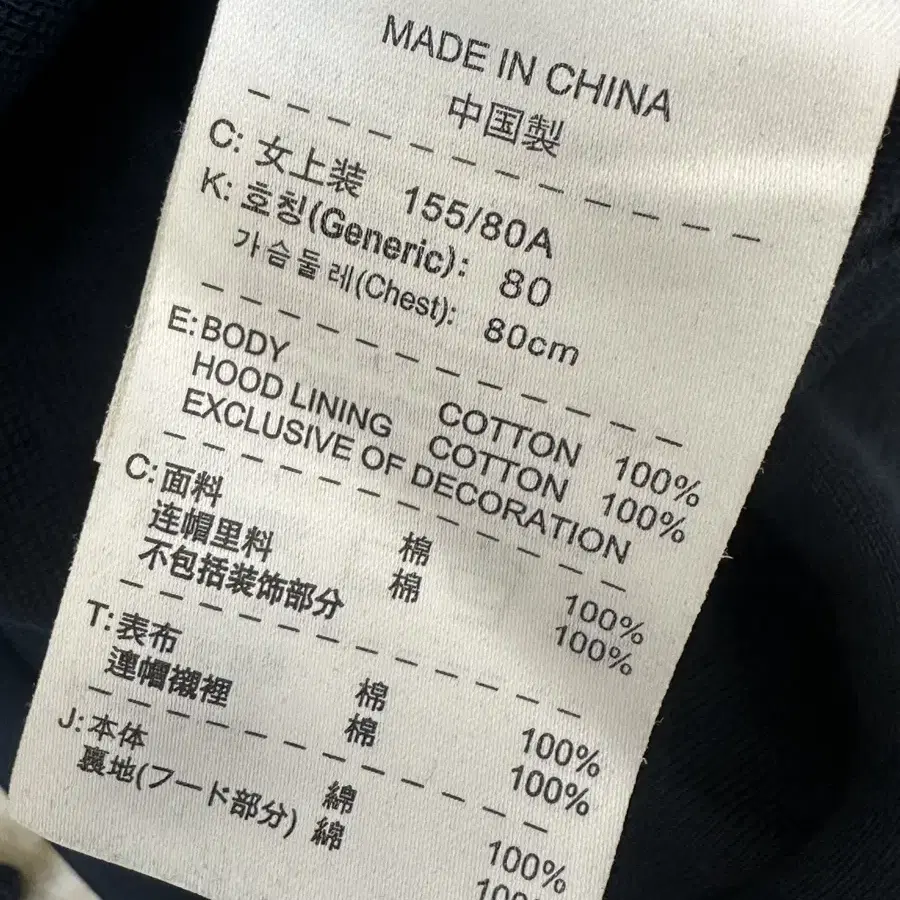 MADE IN CHINA
中国製
C: 女上装 155/80A
K: 호칭(Generic): 80
가슴둘레(Chest): 80cm
E: BODY COTTON 100%
HOOD LINING COTTON 100%
EXCLUSIVE OF DECORATION
C: 面料 棉 100%
连帽里料 棉 100%
不包括装饰部分
T: 表布 棉 100%
連帽襯裡 棉 100%
J: 本体 綿 100%
裏地(フード部分) 綿 100%